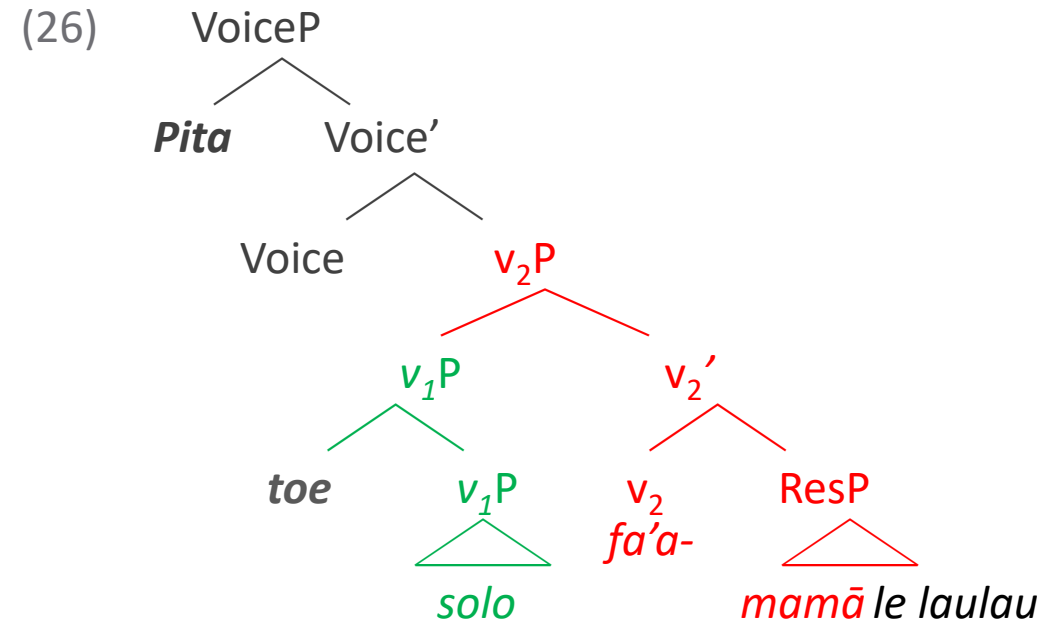 (26) VoiceP
Pita Voice’
Voice v₂P
v₁P v₂’
toe v₁P v₂ ResP
fa’a-
solo mamā le laulau